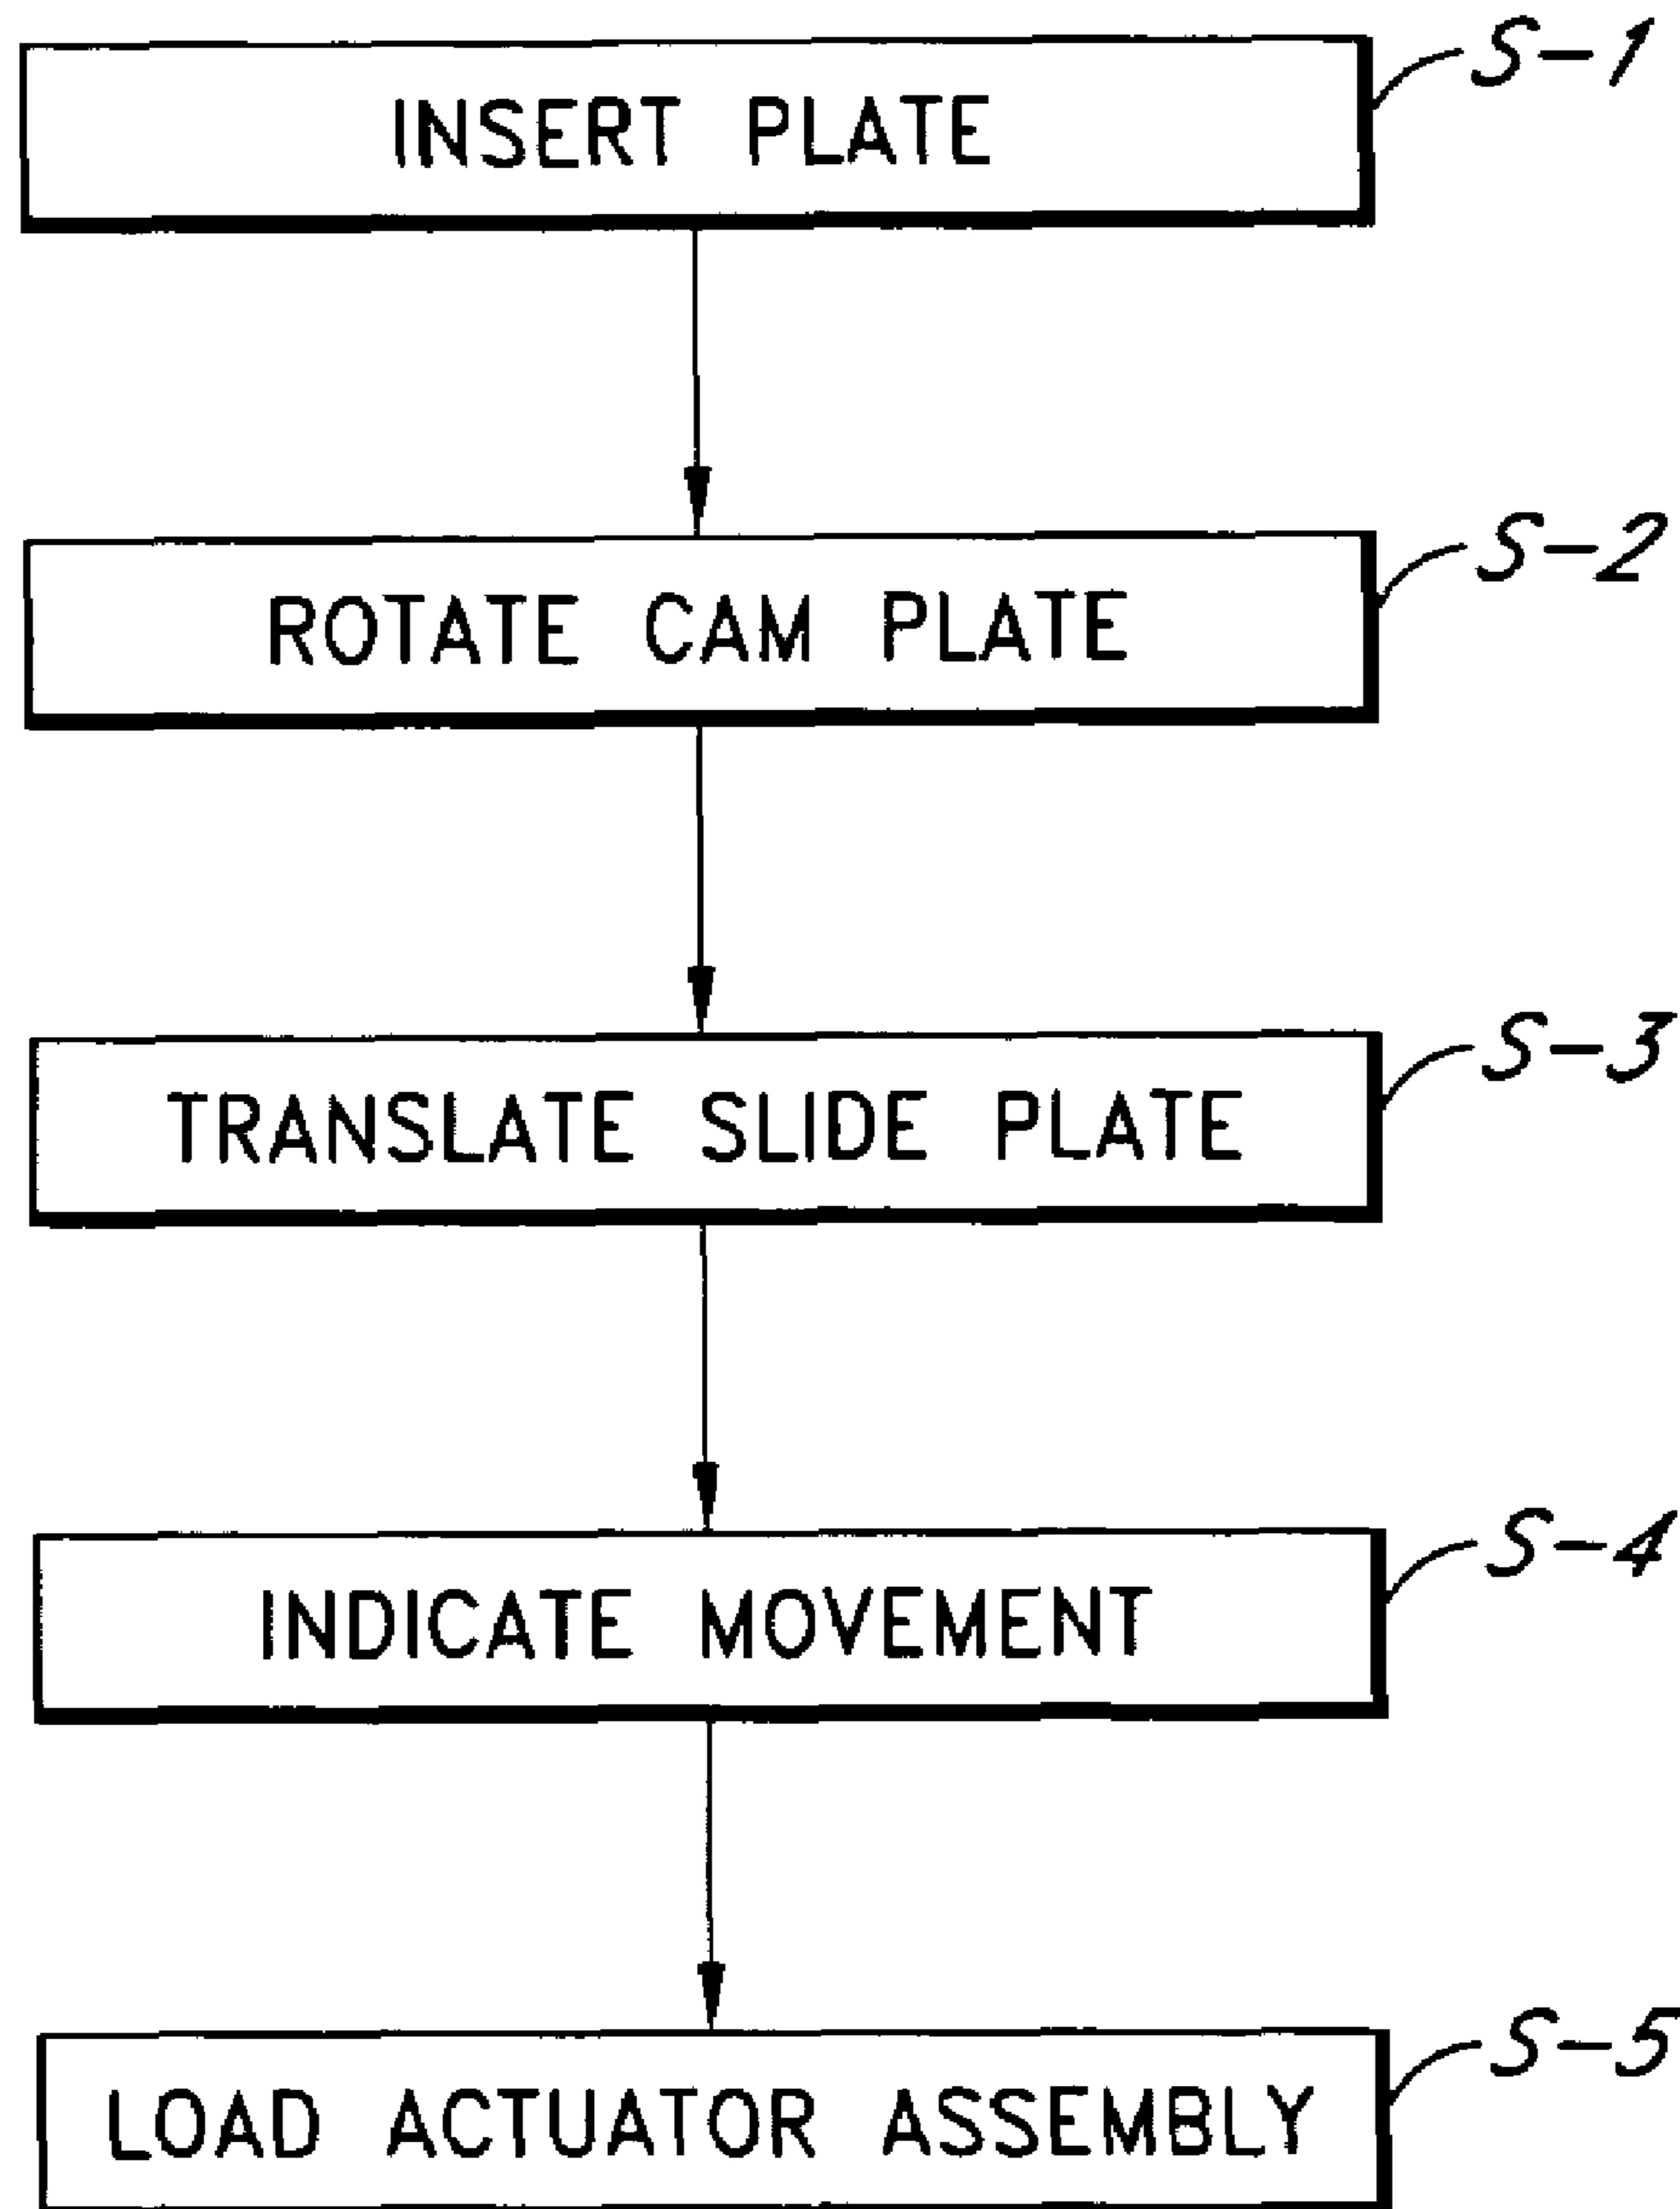 INSERT PLATE
S-1
ROTATE CAM PLATE
S-2
TRANSLATE SLIDE PLATE
S-3
INDICATE MOVEMENT
S-4
LOAD ACTUATOR ASSEMBLY
S-5